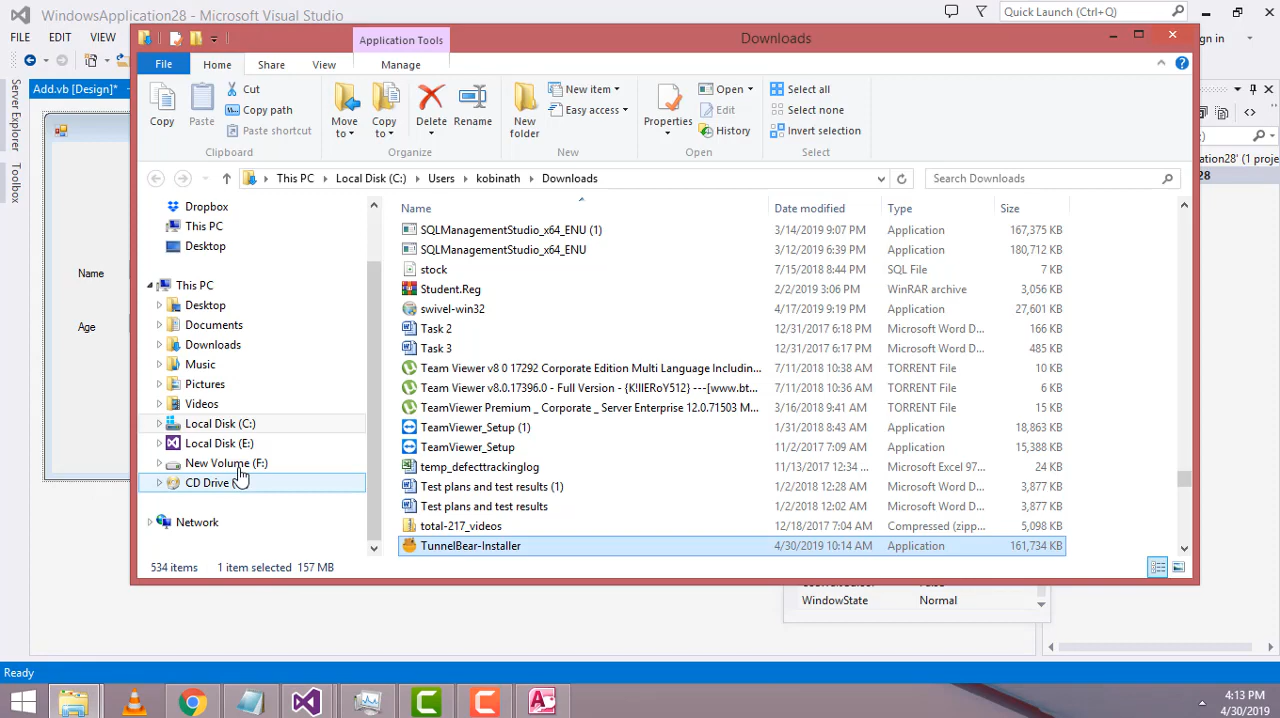 WindowsApplication28 - Microsoft Visual Studio
Quick Launch (Ctrl+Q)
FILE EDIT VIEW
ign in
Add.vb [Design]*
Server Explorer
Toolbox
Name
Age
Application Tools
Downloads
File Home Share View Manage
Copy
Paste
Cut
Copy path
Paste shortcut
Clipboard
Move to
Copy to
Delete
Rename
Organize
New folder
New item
Easy access
New
Properties
Open
Edit
History
Open
Select all
Select none
Invert selection
Select
This PC Local Disk (C:) Users kobinath Downloads
Search Downloads
Dropbox
This PC
Desktop
This PC
Desktop
Documents
Downloads
Music
Pictures
Videos
Local Disk (C:)
Local Disk (E:)
New Volume (F:)
CD Drive
Network
Name Date modified Type Size
SQLManagementStudio_x64_ENU (1) 3/14/2019 9:07 PM Application 167,375 KB
SQLManagementStudio_x64_ENU 3/12/2019 6:39 PM Application 180,712 KB
stock 7/15/2018 8:44 PM SQL File 7 KB
Student.Reg 2/2/2019 3:06 PM WinRAR archive 3,056 KB
swivel-win32 4/17/2019 9:19 PM Application 27,601 KB
Task 2 12/31/2017 6:18 PM Microsoft Word D... 166 KB
Task 3 12/31/2017 6:17 PM Microsoft Word D... 485 KB
Team Viewer v8 0 17292 Corporate Edition Multi Language Includin... 7/11/2018 10:38 AM TORRENT File 10 KB
Team Viewer v8.0.17396.0 - Full Version - {K!IIERoY512} ---[www.bt... 7/11/2018 10:36 AM TORRENT File 6 KB
TeamViewer Premium _ Corporate _ Server Enterprise 12.0.71503 M... 3/16/2018 9:41 AM TORRENT File 15 KB
TeamViewer_Setup (1) 1/31/2018 8:43 AM Application 18,863 KB
TeamViewer_Setup 11/2/2017 7:09 AM Application 15,388 KB
temp_defecttrackinglog 11/13/2017 12:34 ... Microsoft Excel 97... 24 KB
Test plans and test results (1) 1/2/2018 12:28 AM Microsoft Word D... 3,877 KB
Test plans and test results 1/2/2018 12:02 AM Microsoft Word D... 3,877 KB
total-217_videos 12/18/2017 7:04 AM Compressed (zipp... 5,098 KB
TunnelBear-Installer 4/30/2019 10:14 AM Application 161,734 KB
534 items 1 item selected 157 MB
ation28' (1 proje
28
WindowState Normal
Ready
4:13 PM
4/30/2019